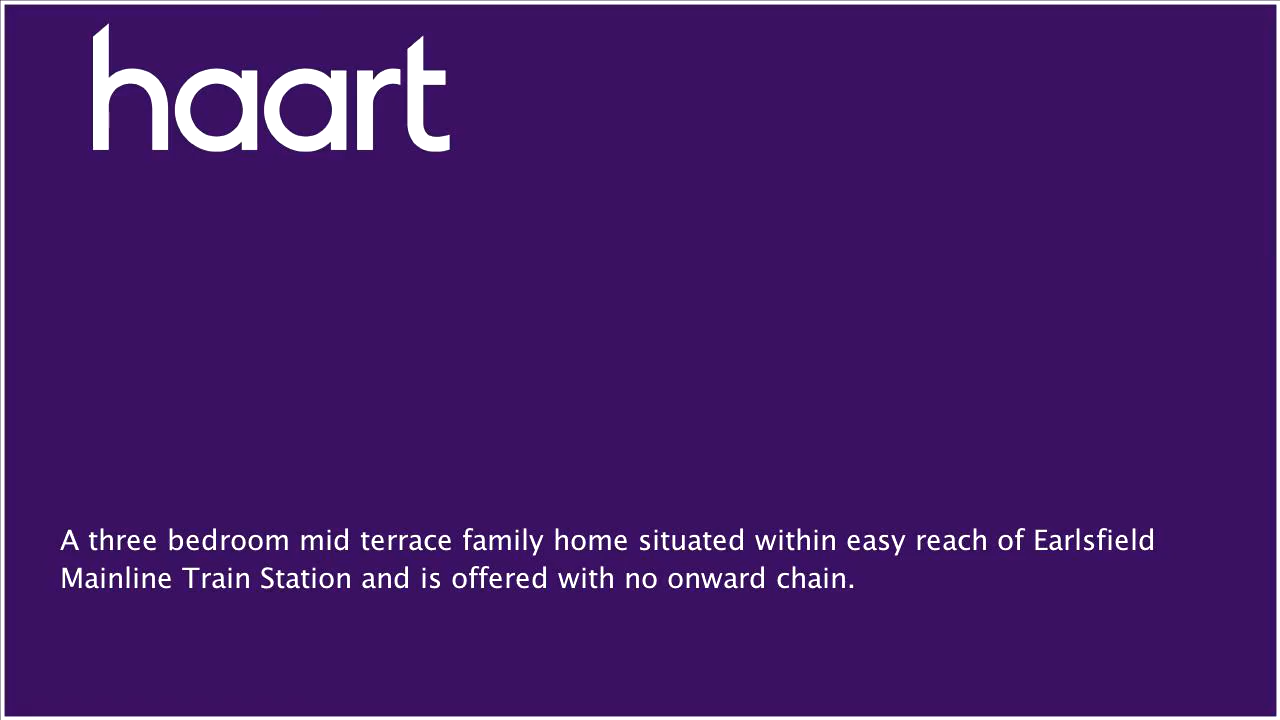 haart
A three bedroom mid terrace family home situated within easy reach of Earlsfield
Mainline Train Station and is offered with no onward chain.